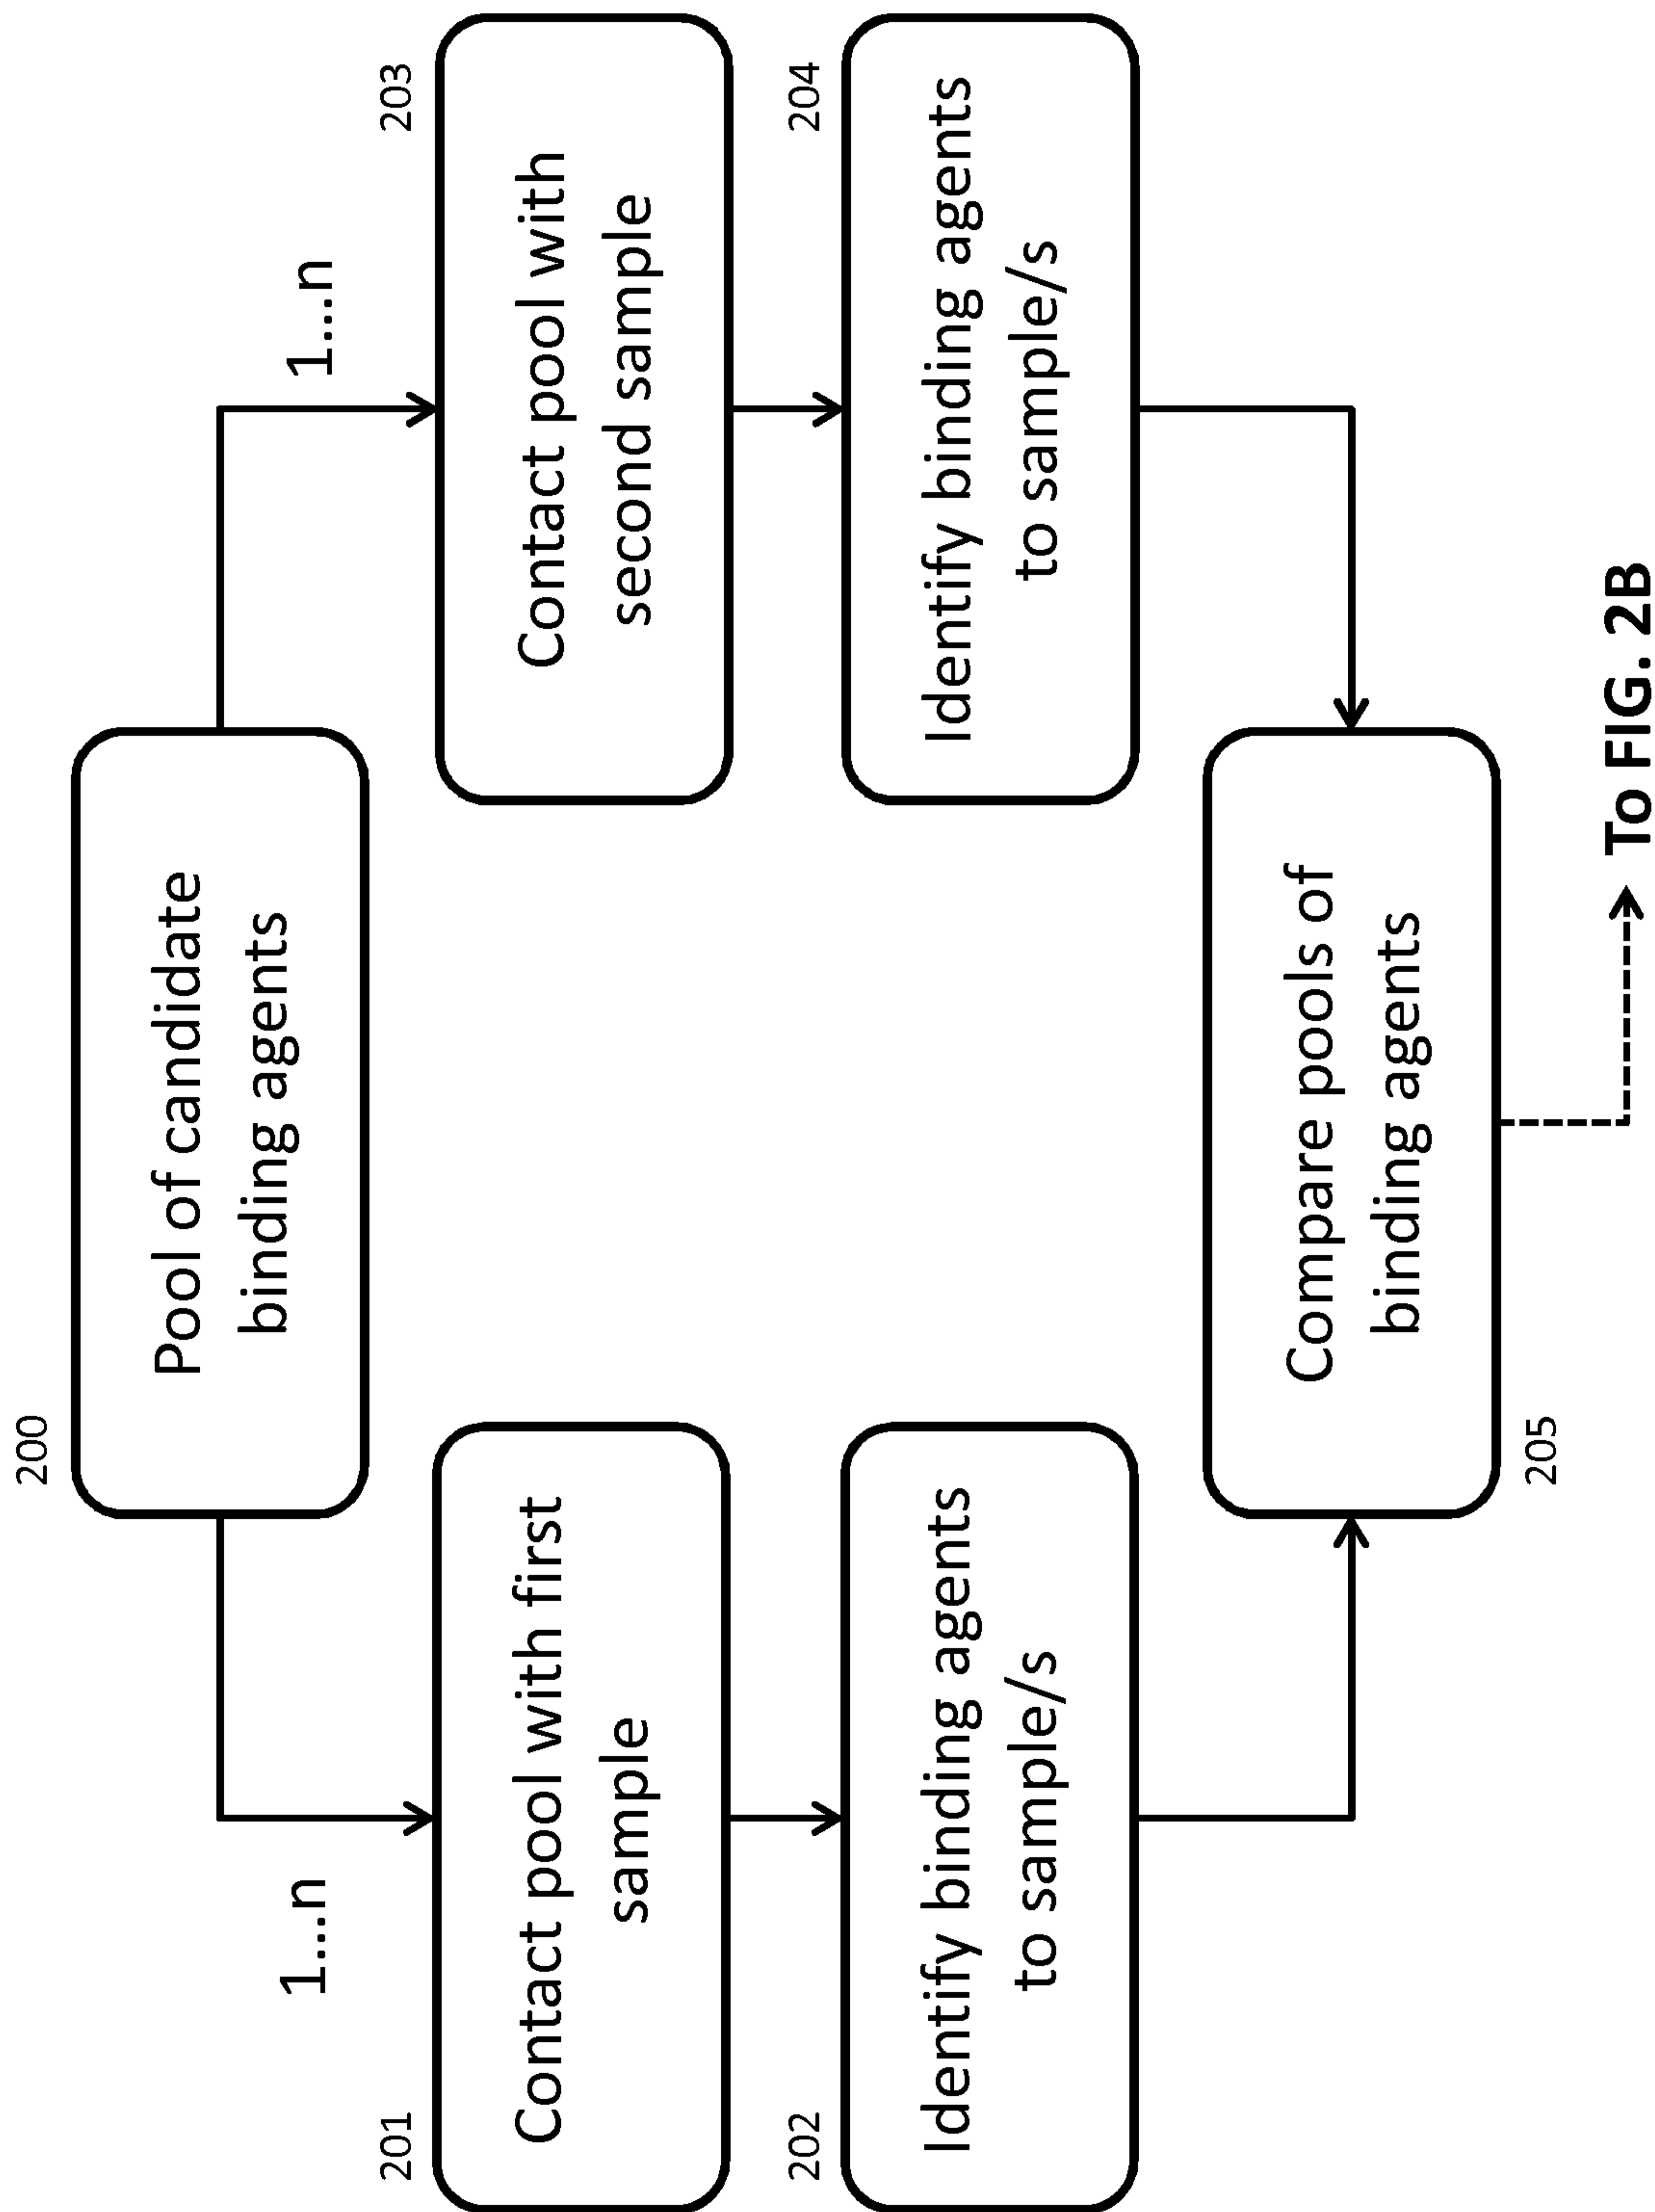 200
Pool of candidate
binding agents
1...n
1...n
201
Contact pool with first
sample
203
Contact pool with
second sample
202
Identify binding agents
to sample/s
204
Identify binding agents
to sample/s
Compare pools of
binding agents
205
To FIG. 2B